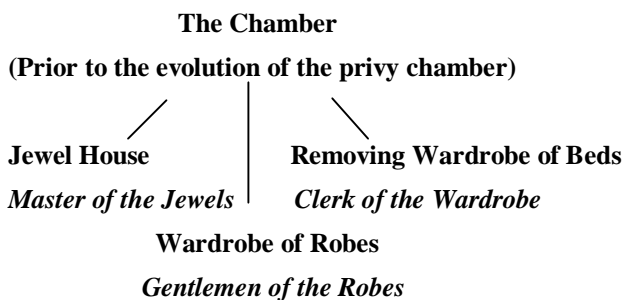 The Chamber
(Prior to the evolution of the privy chamber)
Jewel House Removing Wardrobe of Beds
Master of the Jewels Clerk of the Wardrobe
Wardrobe of Robes
Gentlemen of the Robes